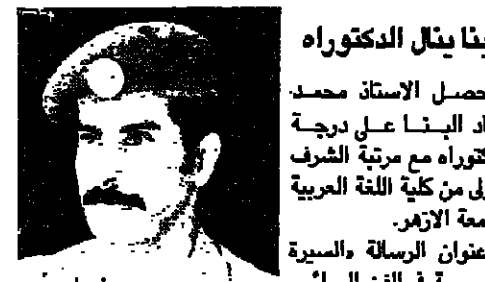 بنا ينال الدكتوراه
حصل الاستاذ محمد
اد البنا على درجة
كتوراه مع مرتبة الشرف
لى من كلية اللغة العربية
معة الازهر.
عنوان الرسالة «السيرة